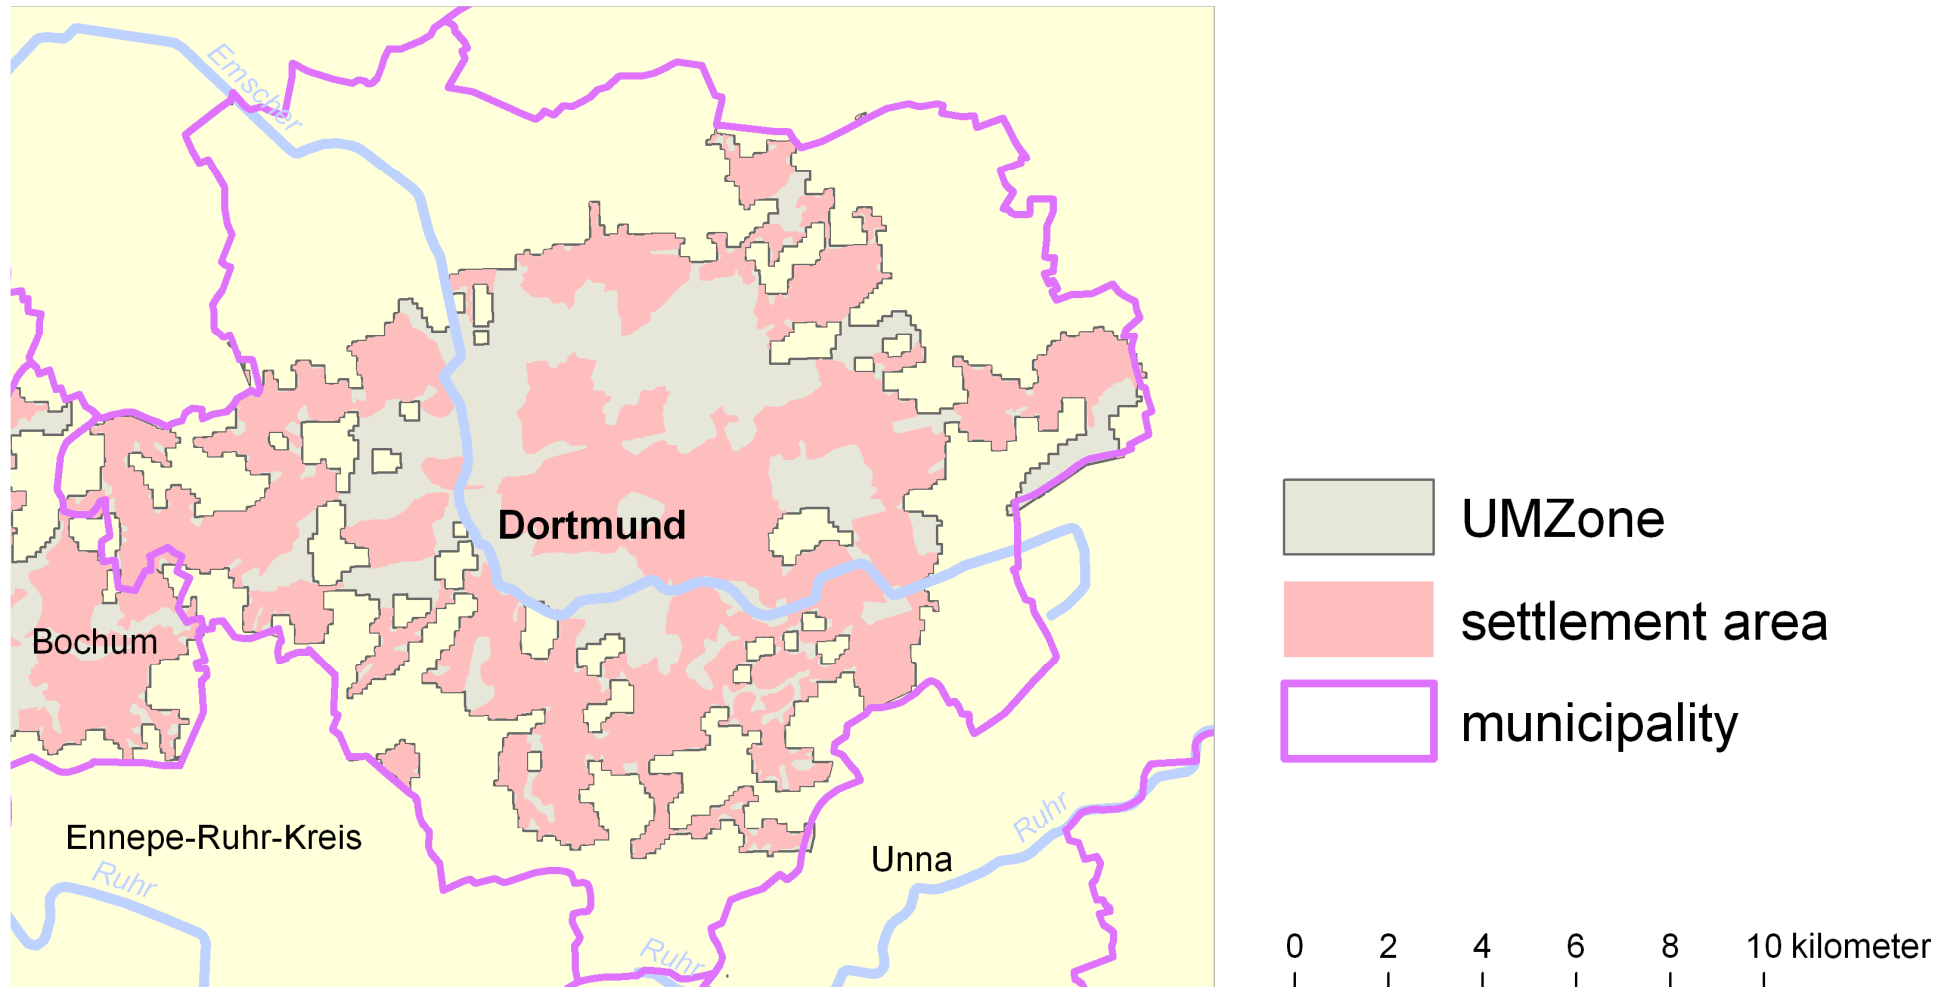 Emscher
Dortmund
UMZone
settlement area
Bochum
municipality
Ennepe-Ruhr-Kreis
Ruhr
Unna
Ruhr
Ruhr
0 2 4 6 8 10 kilometer